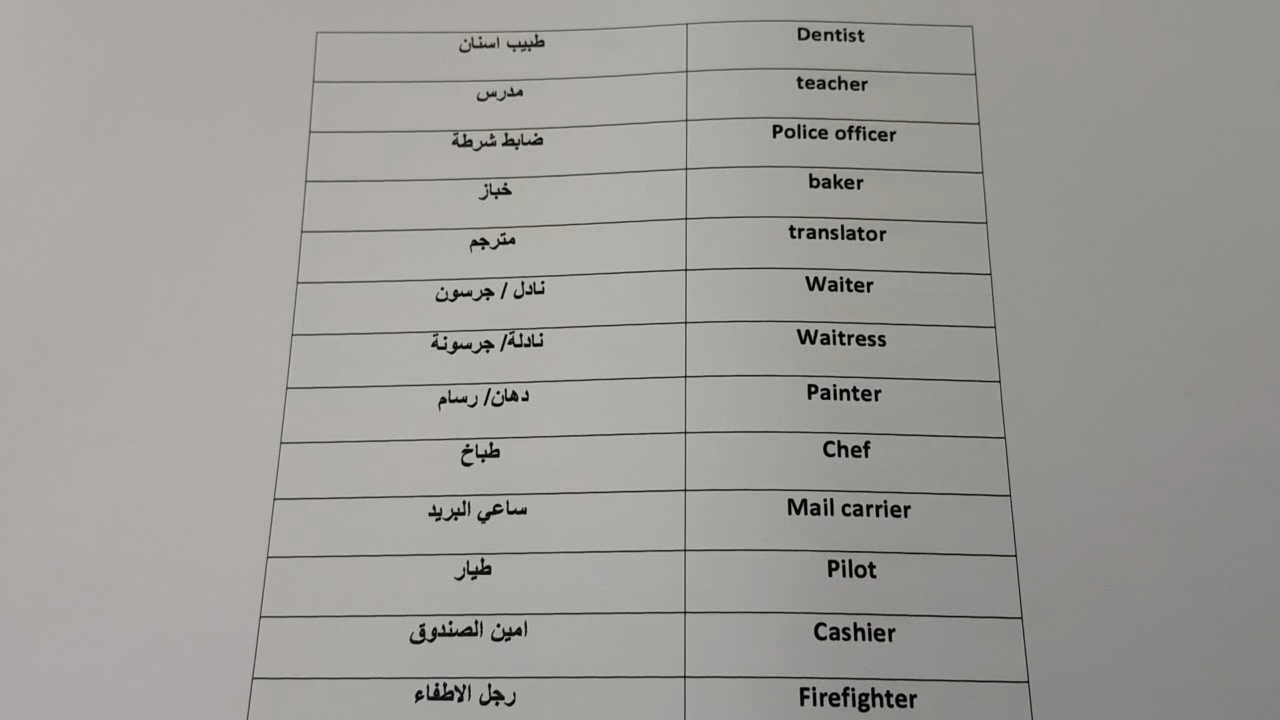 طبيب اسنان Dentist
مدرس teacher
ضابط شرطة Police officer
خباز baker
مترجم translator
نادل / جرسون Waiter
نادلة/ جرسونة Waitress
دهان/ رسام Painter
طباخ Chef
ساعي البريد Mail carrier
طيار Pilot
امين الصندوق Cashier
رجل الاطفاء Firefighter